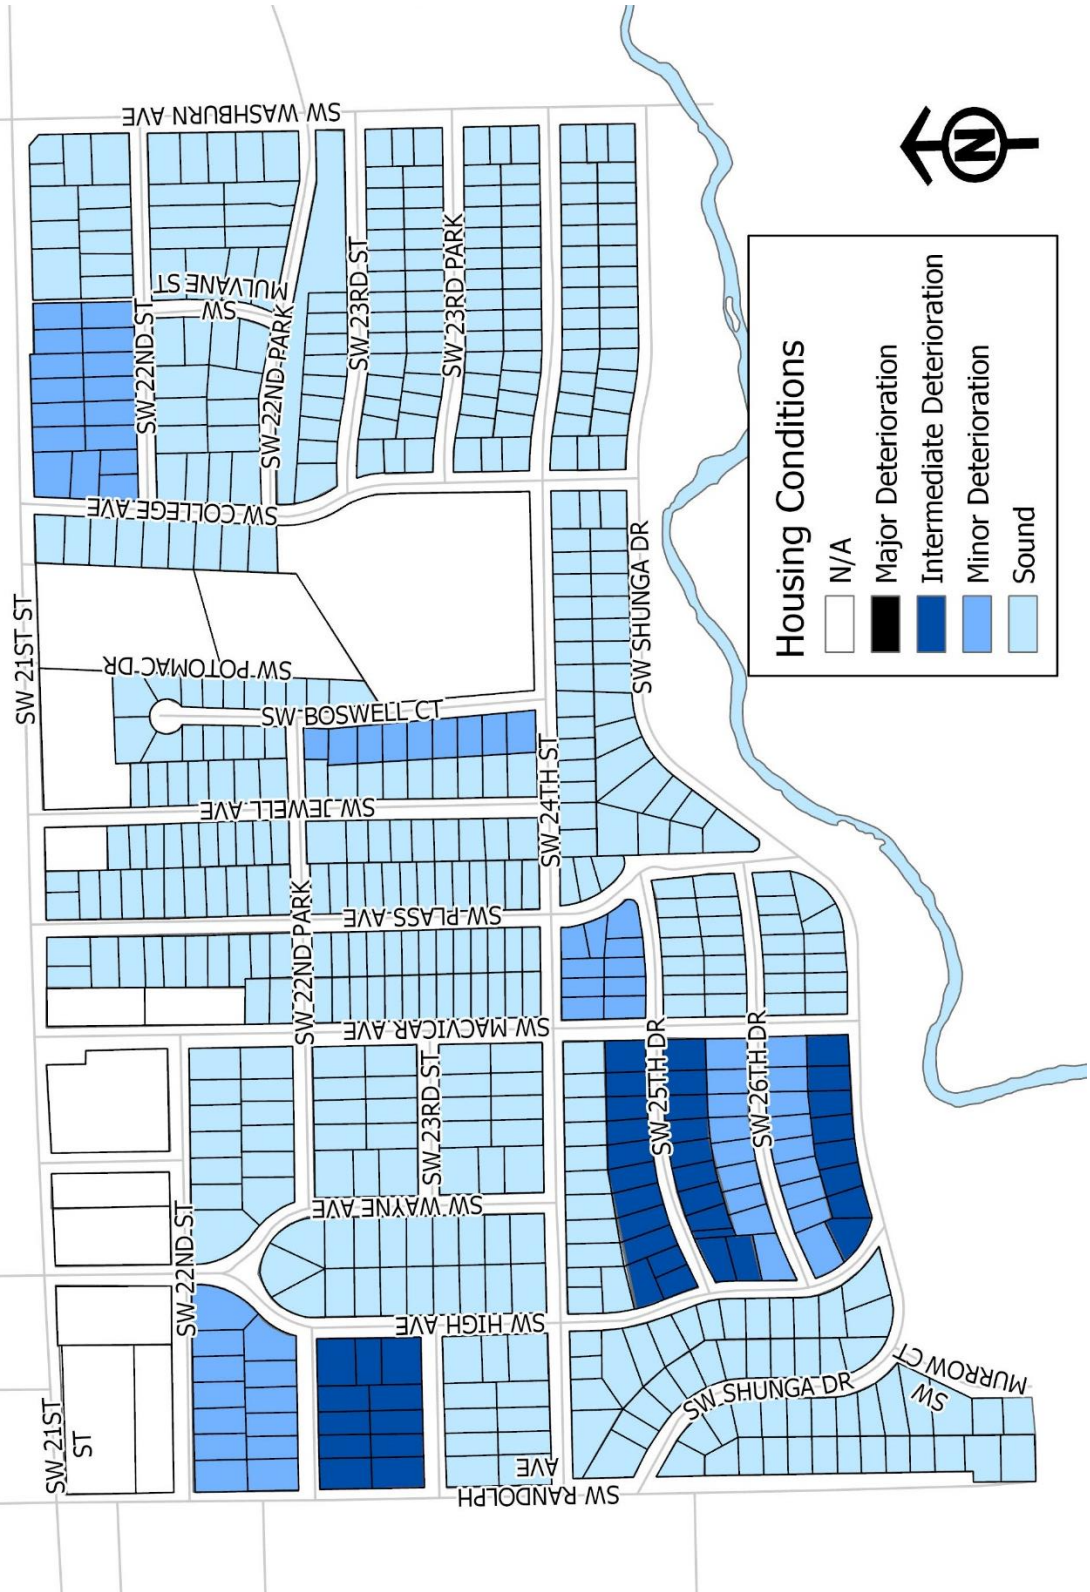 SW WASHBURN AVE
SW 22ND ST
SW
MULVANE ST
SW 22ND PARK
SW 23RD ST
SW 23RD PARK
SW COLLEGE AVE
SW 21ST ST
SW POTOMAC DR
SW BOSWELL CT
SW SHUNGA DR
SW JEWELL AVE
SW 24TH ST
SW PLASS AVE
SW 22ND PARK
SW MACVICAR AVE
SW 25TH DR
SW 26TH DR
SW 23RD ST
SW WAYNE AVE
SW 22ND ST
SW HIGH AVE
SW 21ST
ST
SW SHUNGA DR
SW
MURROW CT
SW RANDOLPH
AVE
N
Housing Conditions
N/A
Major Deterioration
Intermediate Deterioration
Minor Deterioration
Sound